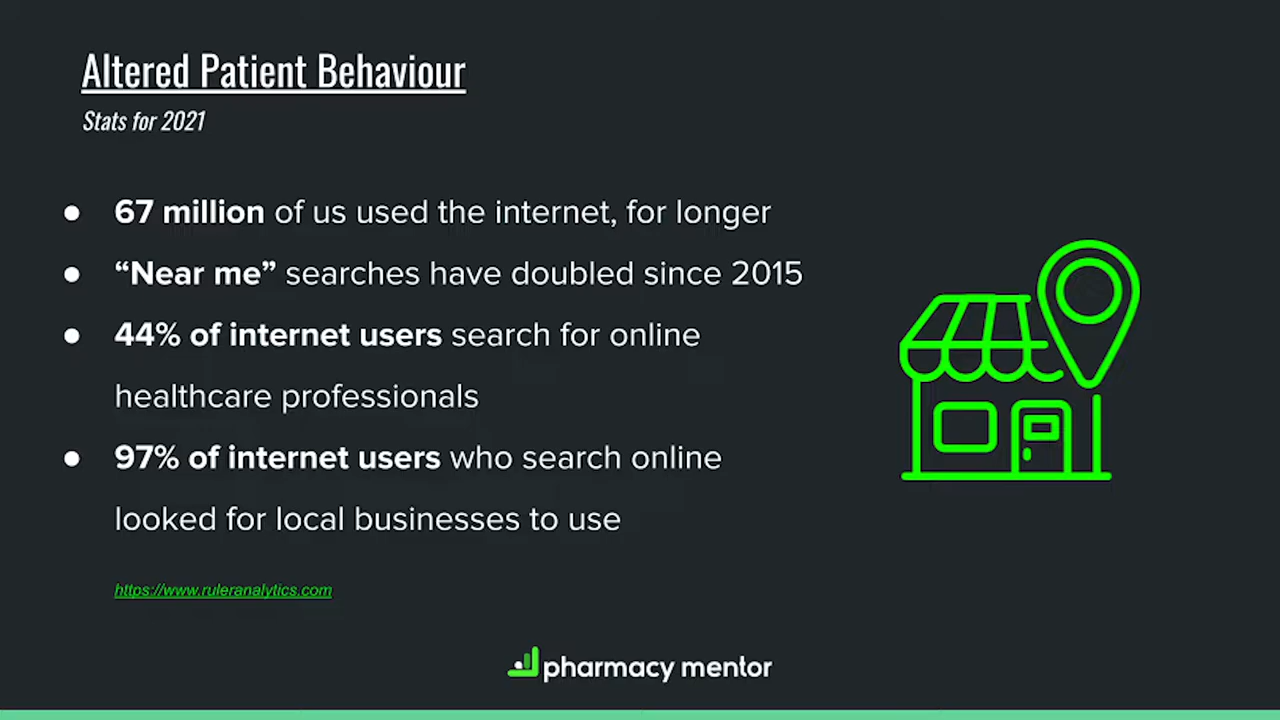 Altered Patient Behaviour
Stats for 2021
● 67 million of us used the internet, for longer
● “Near me” searches have doubled since 2015
● 44% of internet users search for online
healthcare professionals
● 97% of internet users who search online
looked for local businesses to use
https://www.ruleranalytics.com
pharmacy mentor